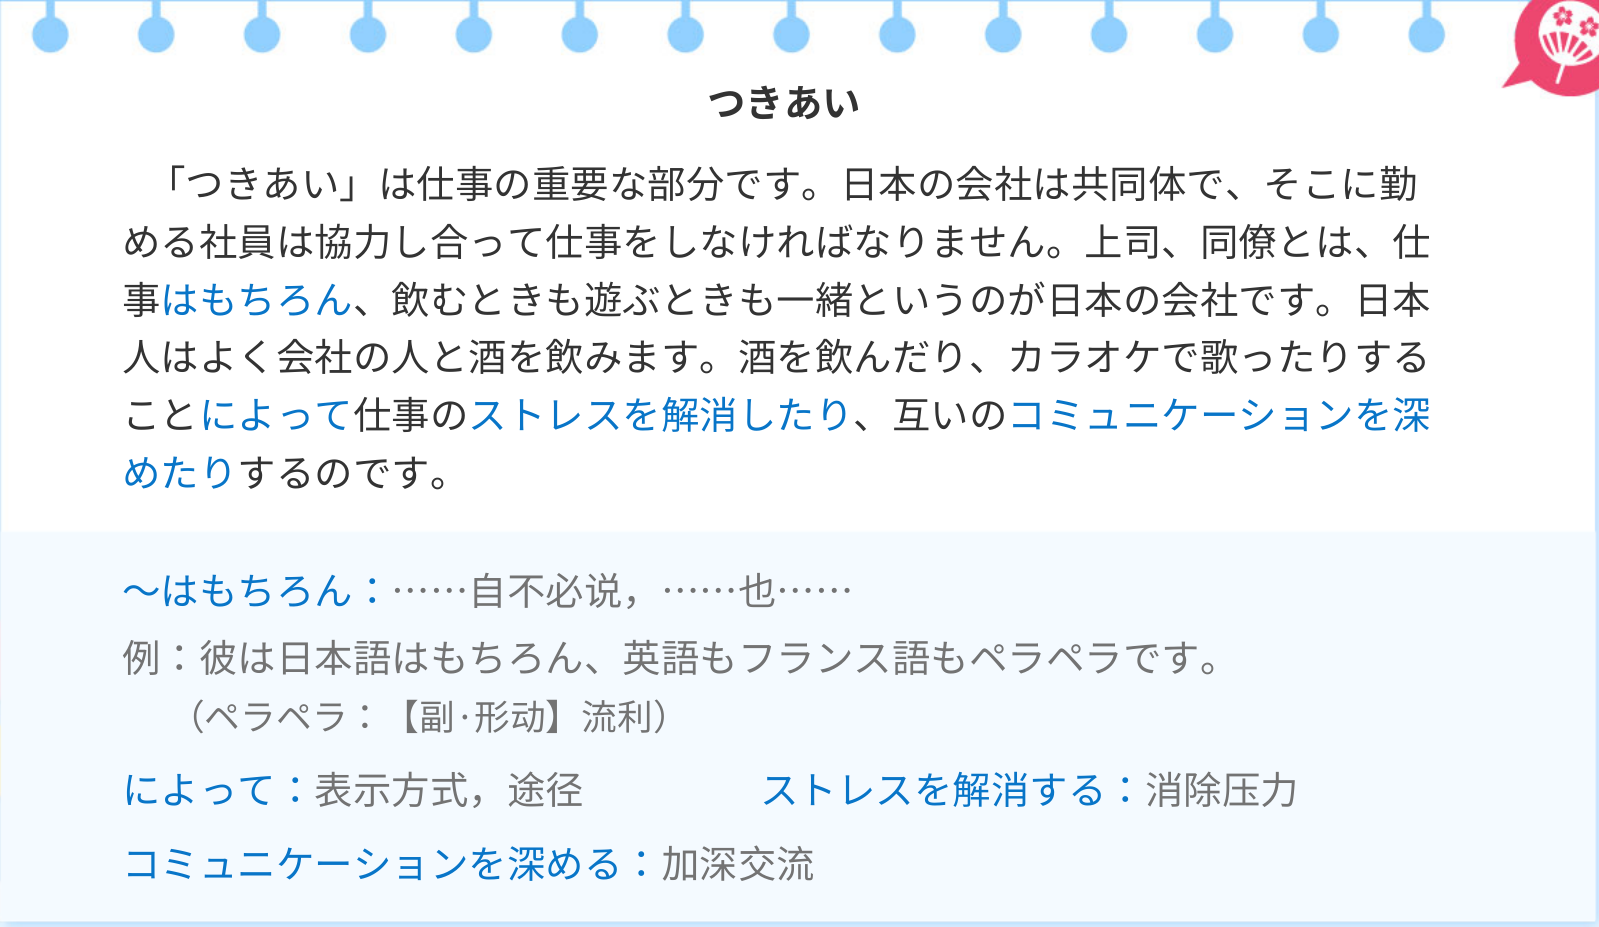 つきあい
「つきあい」は仕事の重要な部分です。日本の会社は共同体で、そこに勤
める社員は協力し合って仕事をしなければなりません。上司、同僚とは、仕
事はもちろん、飲むときも遊ぶときも一緒というのが日本の会社です。日本
人はよく会社の人と酒を飲みます。酒を飲んだり、カラオケで歌ったりする
ことによって仕事のストレスを解消したり、互いのコミュニケーションを深
めたりするのです。
～はもちろん：……自不必说，……也……
例：彼は日本語はもちろん、英語もフランス語もペラペラです。
（ペラペラ：【副·形动】流利）
によって：表示方式，途径 ストレスを解消する：消除压力
コミュニケーションを深める：加深交流